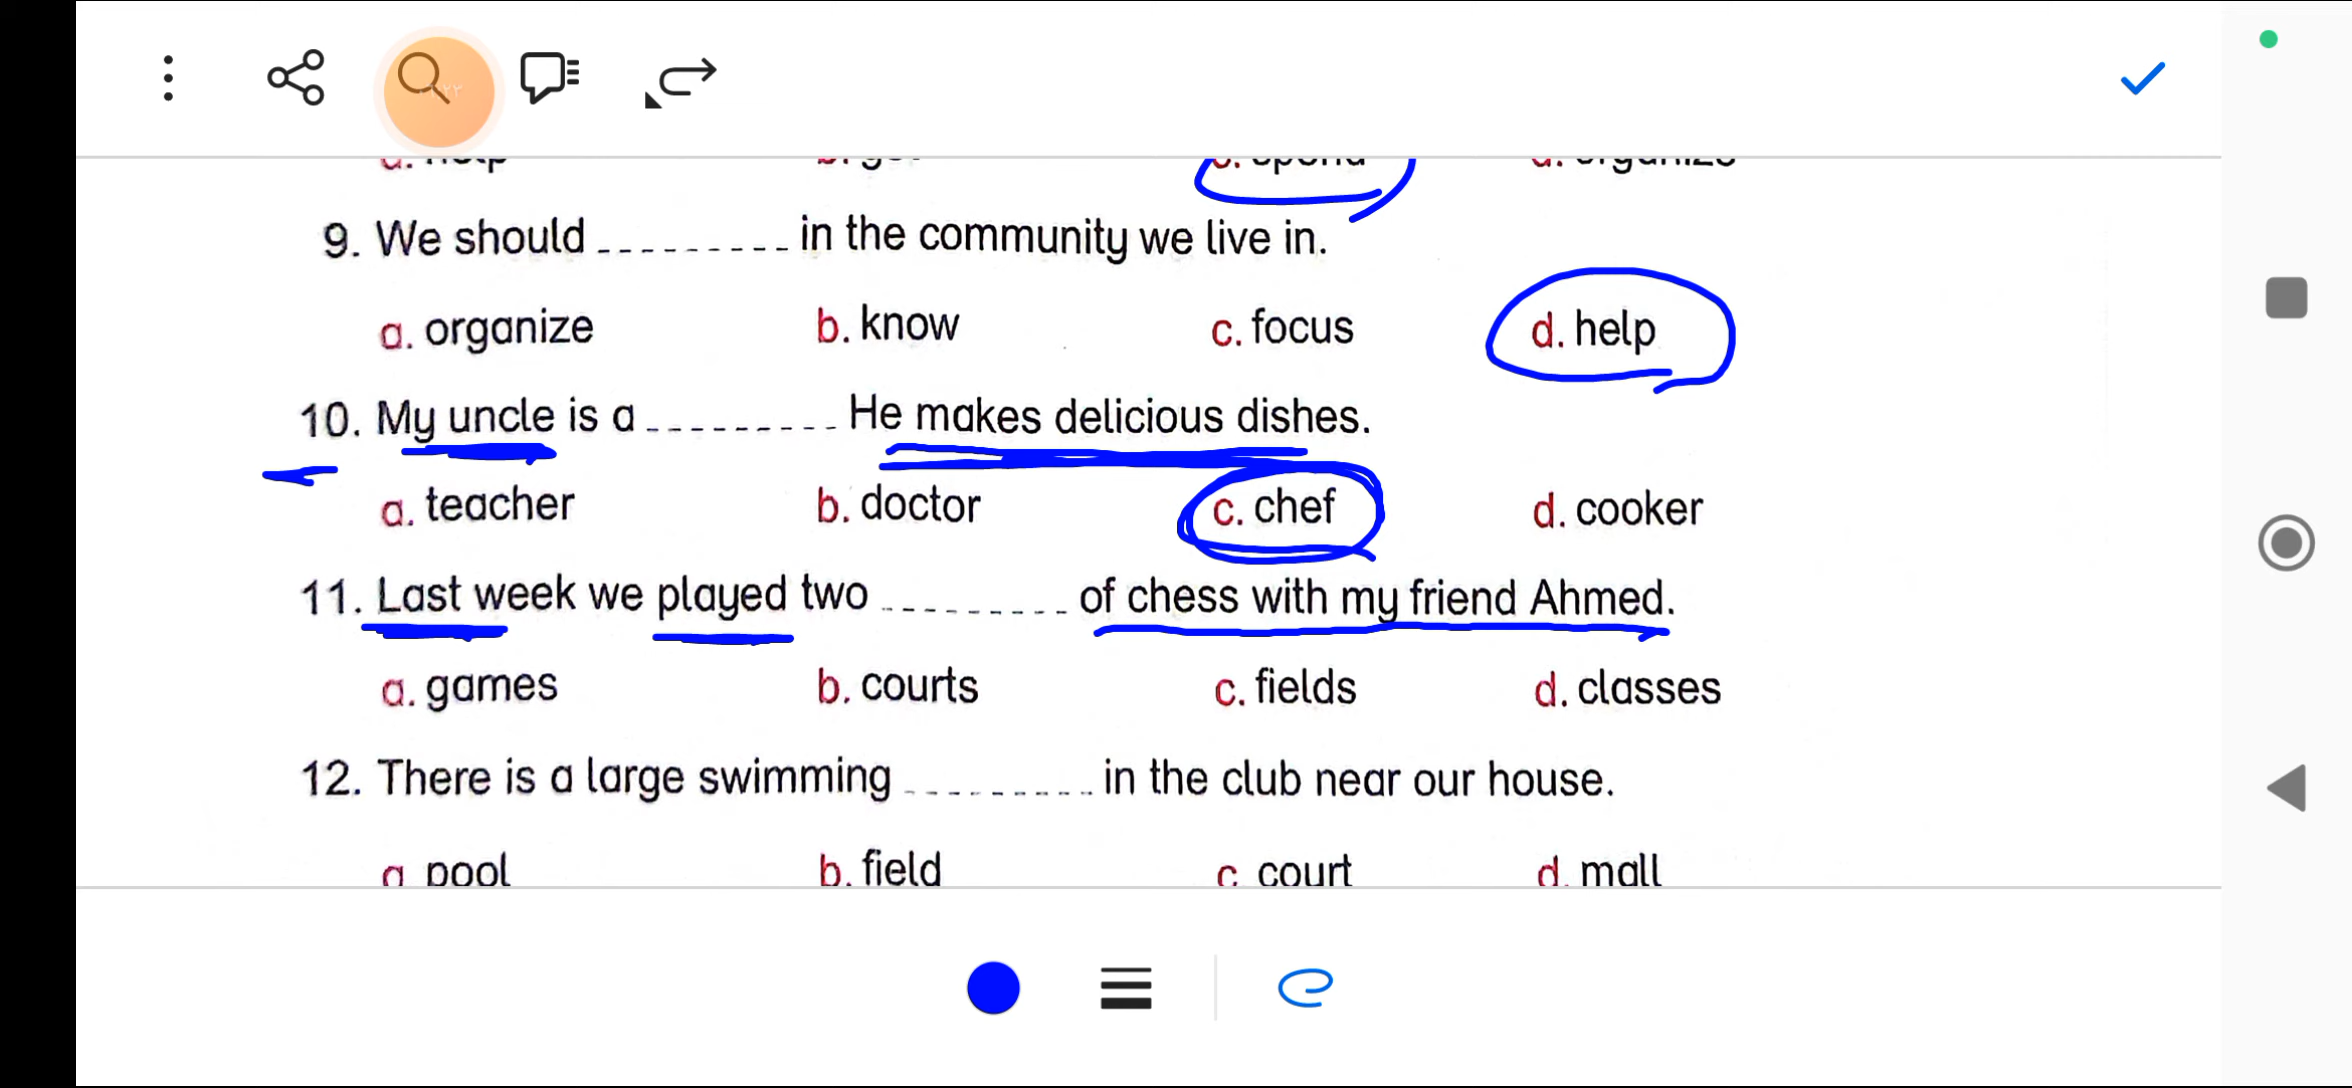 9. We should --------- in the community we live in.
a. organize b. know c. focus d. help
10. My uncle is a --------- He makes delicious dishes.
a. teacher b. doctor c. chef d. cooker
11. Last week we played two --------- of chess with my friend Ahmed.
a. games b. courts c. fields d. classes
12. There is a large swimming --------- in the club near our house.
a pool b. field c court d. mall